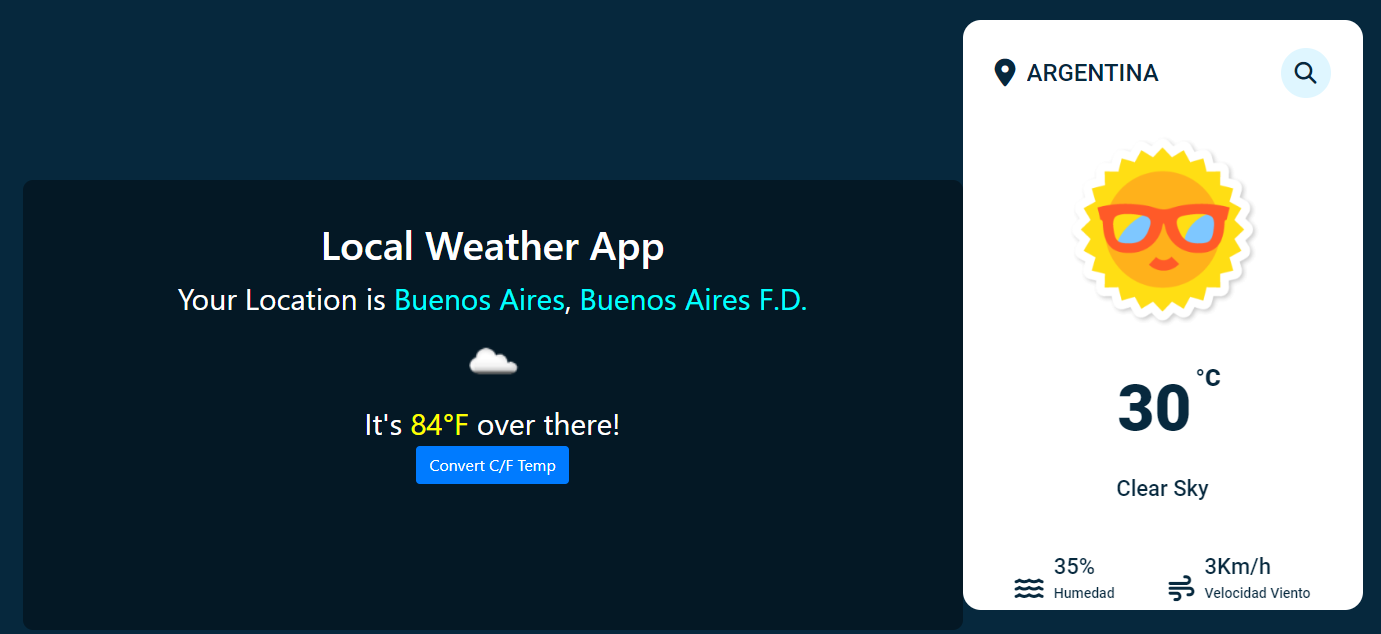 Local Weather App
Your Location is Buenos Aires, Buenos Aires F.D.
It's 84°F over there!
Convert C/F Temp
ARGENTINA
30 °C
Clear Sky
35%
Humedad
3Km/h
Velocidad Viento